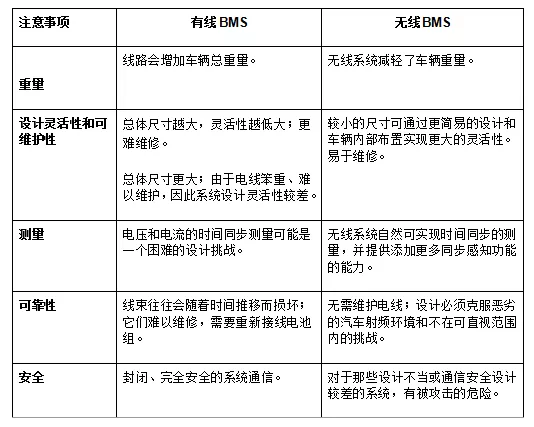 注意事项
有线 BMS
无线BMS
重量
线路会增加车辆总重量。
无线系统减轻了车辆重量。
设计灵活性和可
维护性
总体尺寸越大，灵活性越低大；更
难维修。
总体尺寸更大；由于电线笨重、难
以维护，因此系统设计灵活性较差。
较小的尺寸可通过更简易的设计和
车辆内部布置实现更大的灵活性。
易于维修。
测量
电压和电流的时间同步测量可能是
一个困难的设计挑战。
无线系统自然可实现时间同步的测
量，并提供添加更多同步感知功能
的能力。
可靠性
线束往往会随着时间推移而损坏；
它们难以维修，需要重新接线电池
组。
无需维护电线；设计必须克服恶劣
的汽车射频环境和不在可直视范围
内的挑战。
安全
封闭、完全安全的系统通信。
对于那些设计不当或通信安全设计
较差的系统，有被攻击的危险。